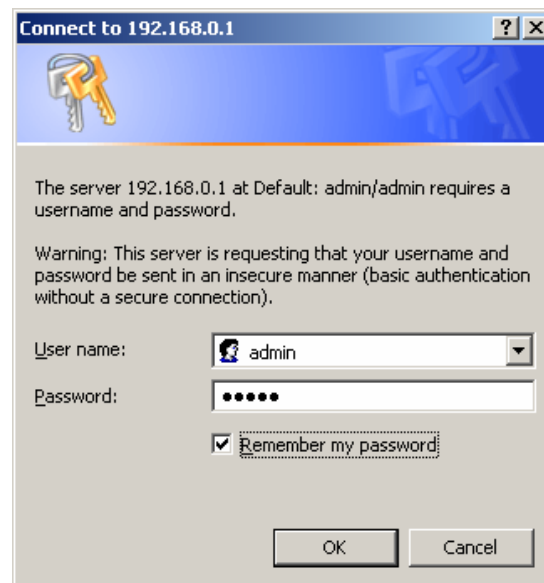 Connect to 192.168.0.1
The server 192.168.0.1 at Default: admin/admin requires a
username and password.
Warning: This server is requesting that your username and
password be sent in an insecure manner (basic authentication
without a secure connection).
User name: admin
Password: •••••
Remember my password
OK Cancel